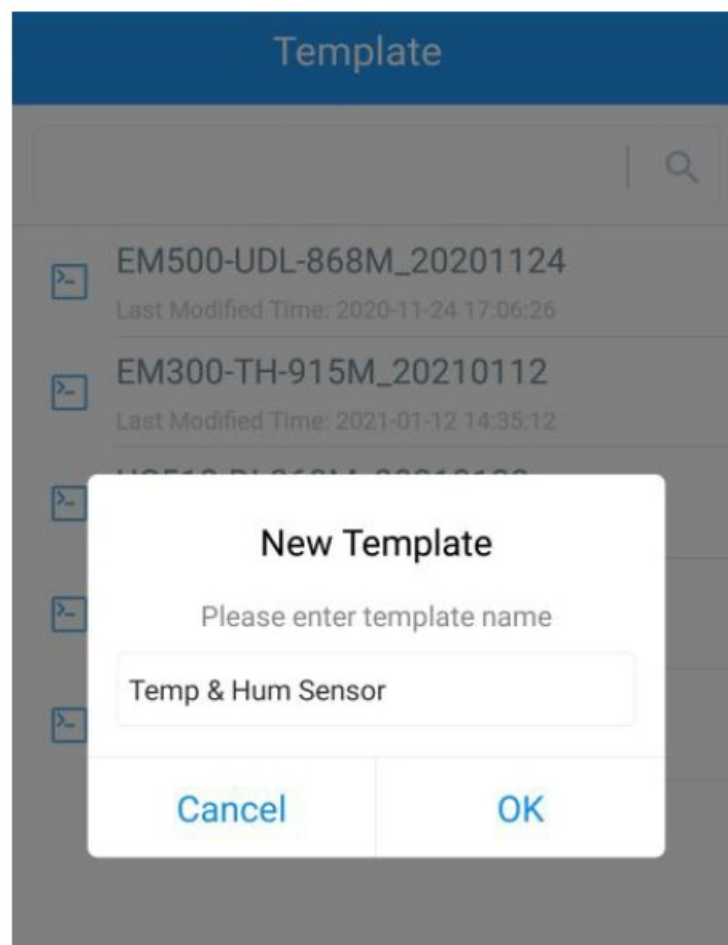 Template
EM500-UDL-868M_20201124
Last Modified Time: 2020-11-24 17:06:26
EM300-TH-915M_20210112
Last Modified Time: 2021-01-12 14:35:12
New Template
Please enter template name
Temp & Hum Sensor
Cancel
OK